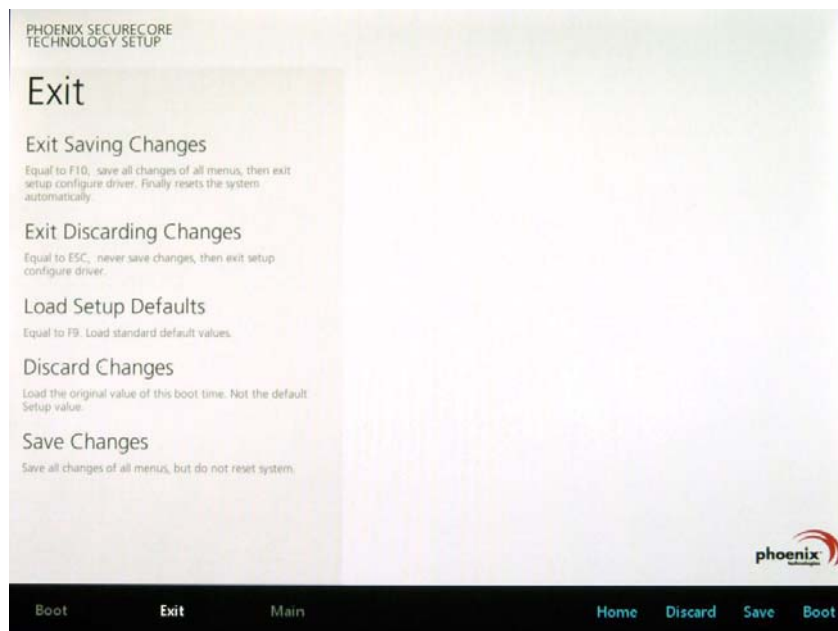 PHOENIX SECURECORE
TECHNOLOGY SETUP
Exit
Exit Saving Changes
Equal to F10, save all changes of all menus, then exit
setup configure driver. Finally resets the system
automatically.
Exit Discarding Changes
Equal to ESC, never save changes, then exit setup
configure driver.
Load Setup Defaults
Equal to F9. Load standard default values.
Discard Changes
Load the original value of this boot time. Not the default
Setup value.
Save Changes
Save all changes of all menus, but do not reset system.
phoenix
technologies
Boot Exit Main Home Discard Save Boot